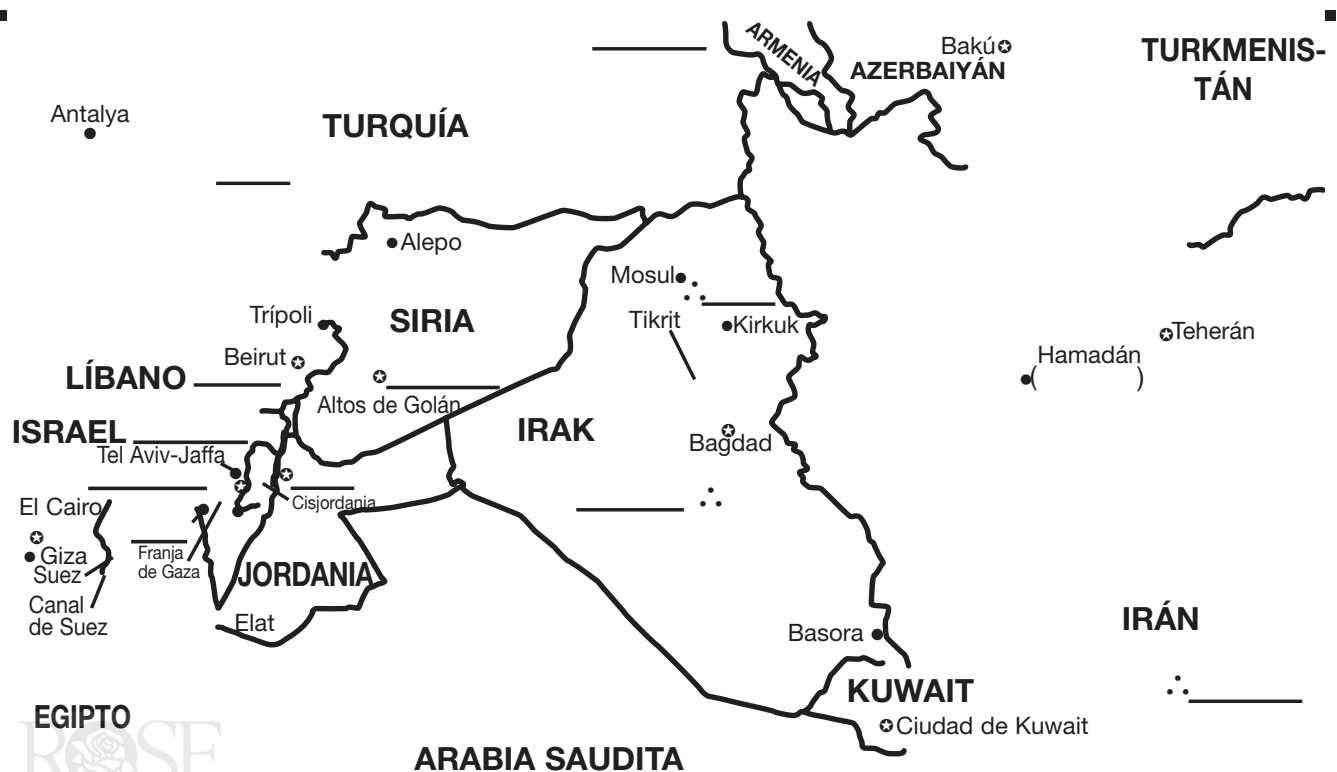 ARMENIA
Bakú
AZERBAIYÁN
TURKMENIS-
TÁN
Antalya
TURQUÍA
Alepo
Mosul
Trípoli
SIRIA
Tikrit
Kirkuk
Teherán
Beirut
Hamadán
( )
LÍBANO
Altos de Golán
ISRAEL
IRAK
Bagdad
Tel Aviv-Jaffa
El Cairo
Cisjordania
Giza
Franja
de Gaza
Suez
JORDANIA
Canal
de Suez
Elat
IRÁN
Basora
KUWAIT
EGIPTO
Ciudad de Kuwait
ROSE
ARABIA SAUDITA